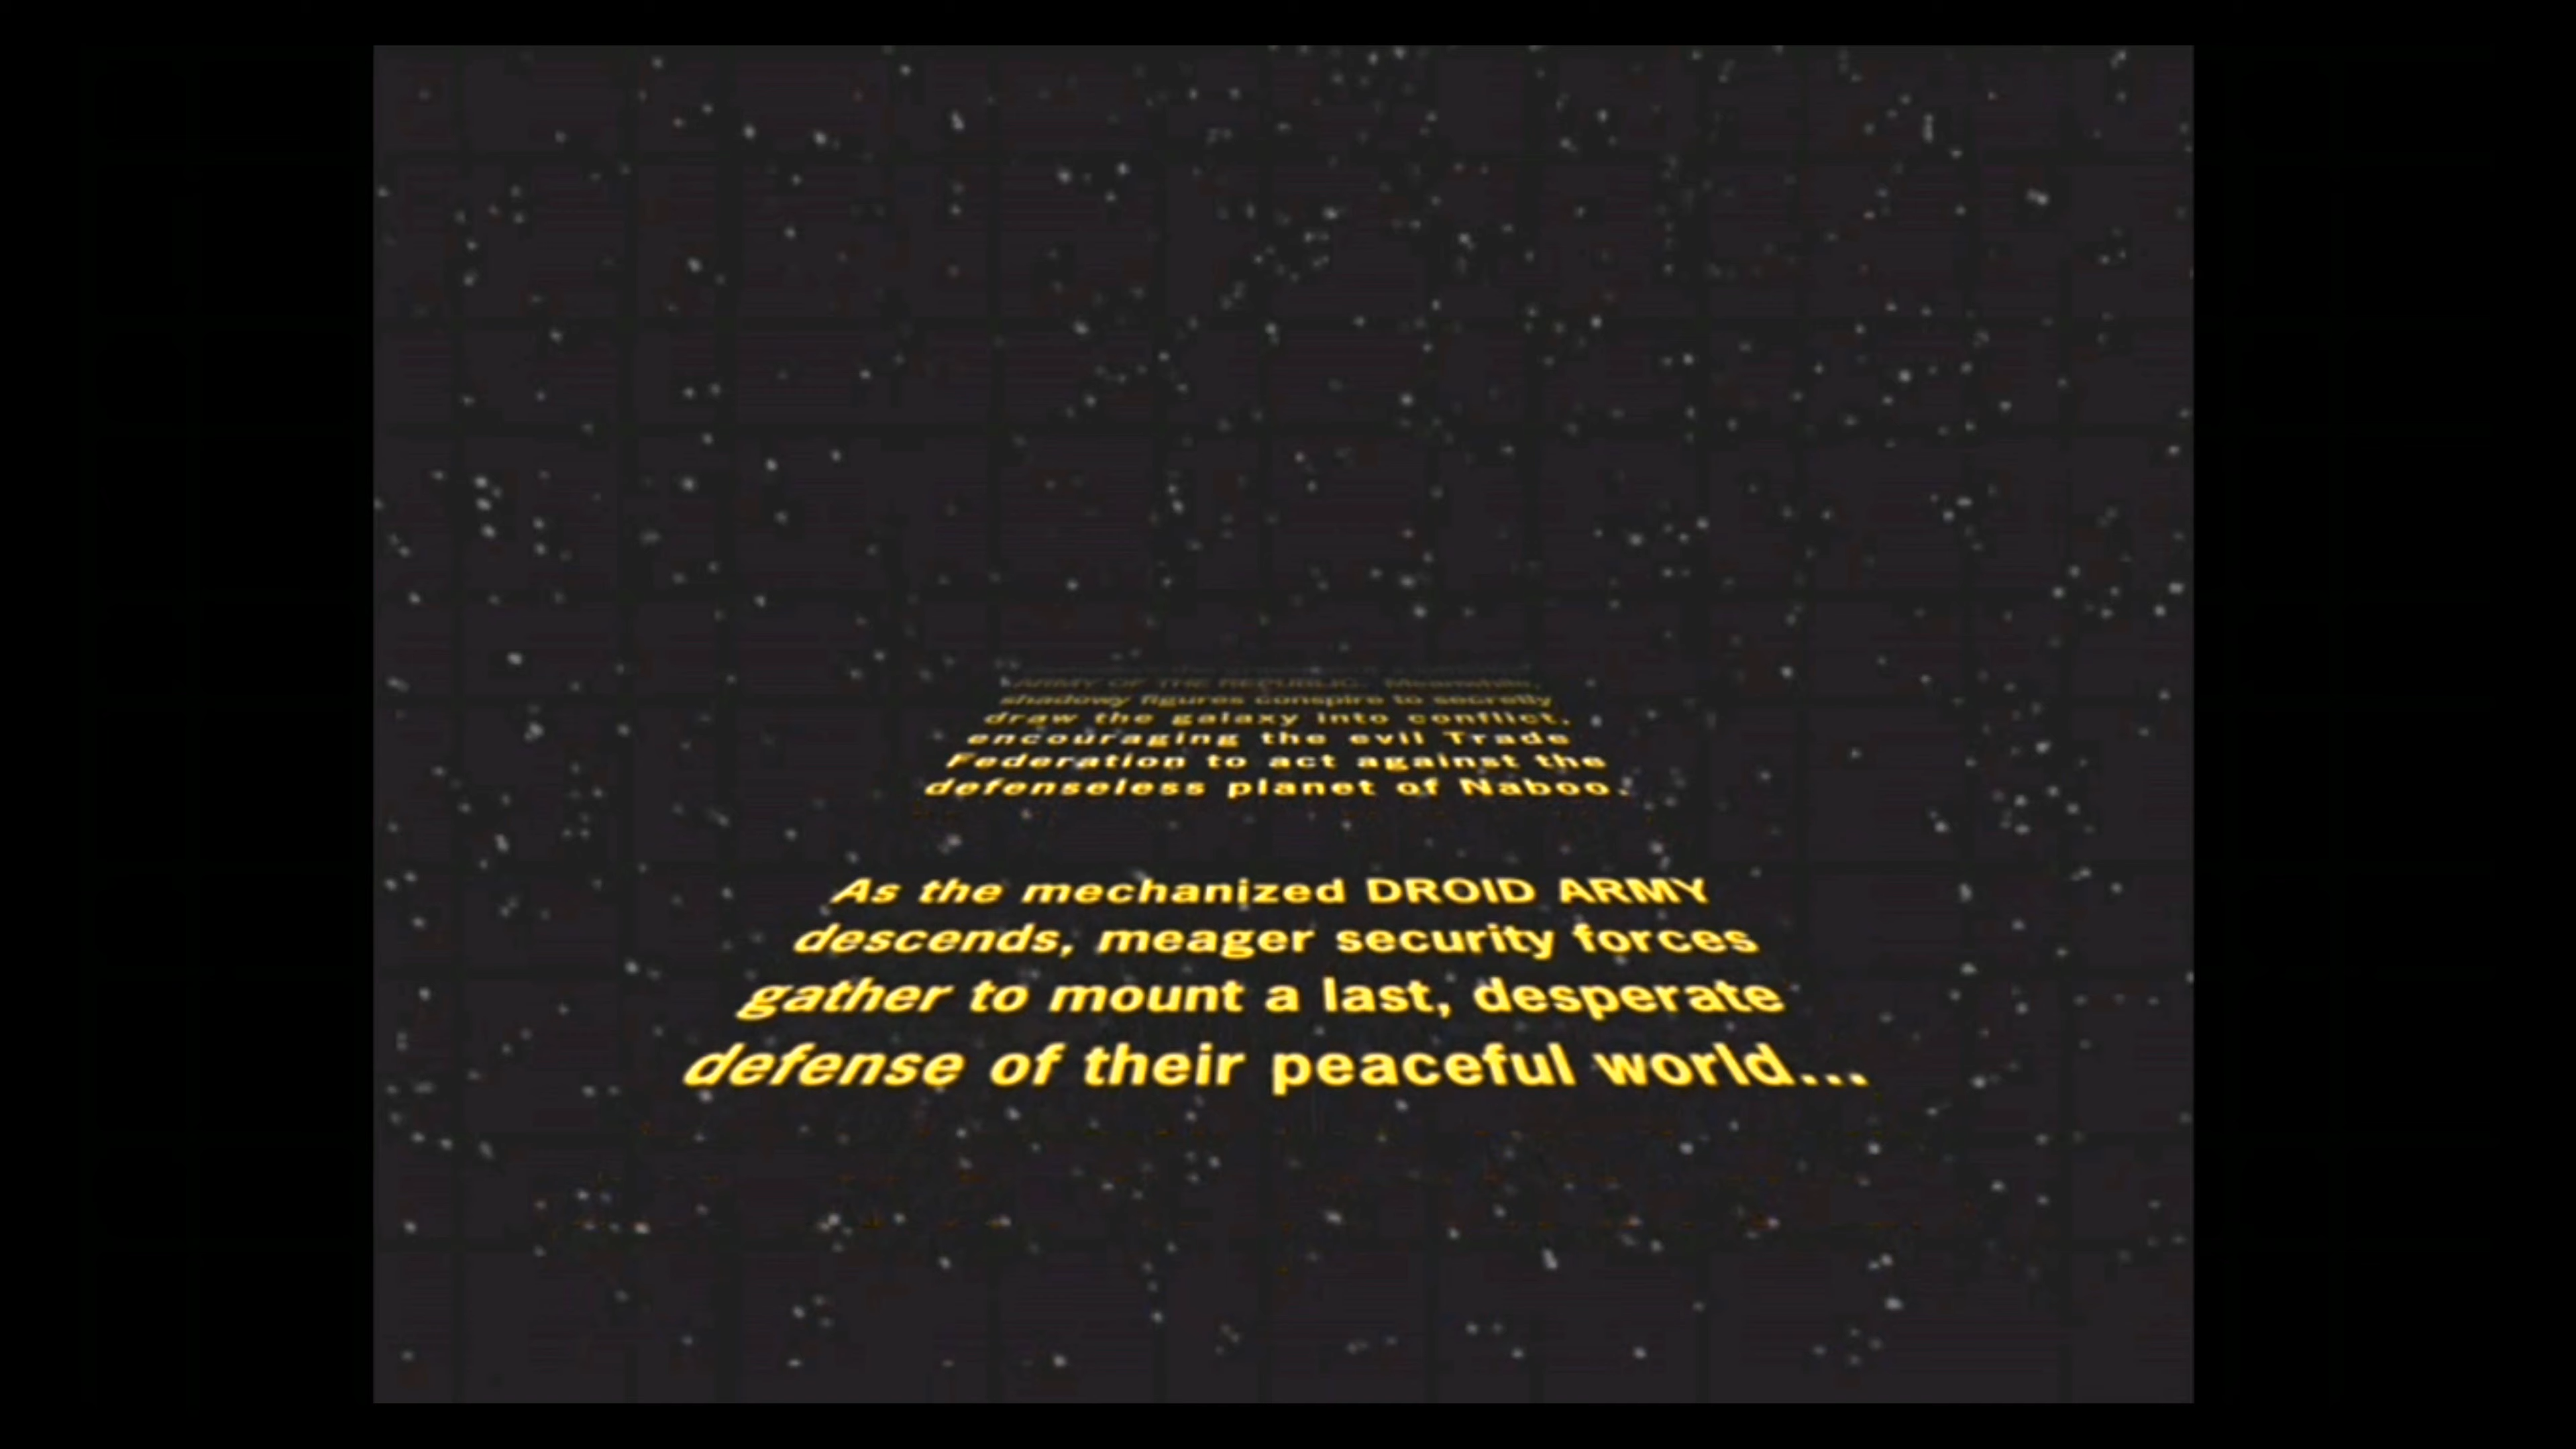 ARMY OF THE REPUBLIC. Meanwhile,
shadowy figures conspire to secretly
draw the galaxy into conflict,
encouraging the evil Trade
Federation to act against the
defenseless planet of Naboo.
As the mechanized DROID ARMY
descends, meager security forces
gather to mount a last, desperate
defense of their peaceful world...